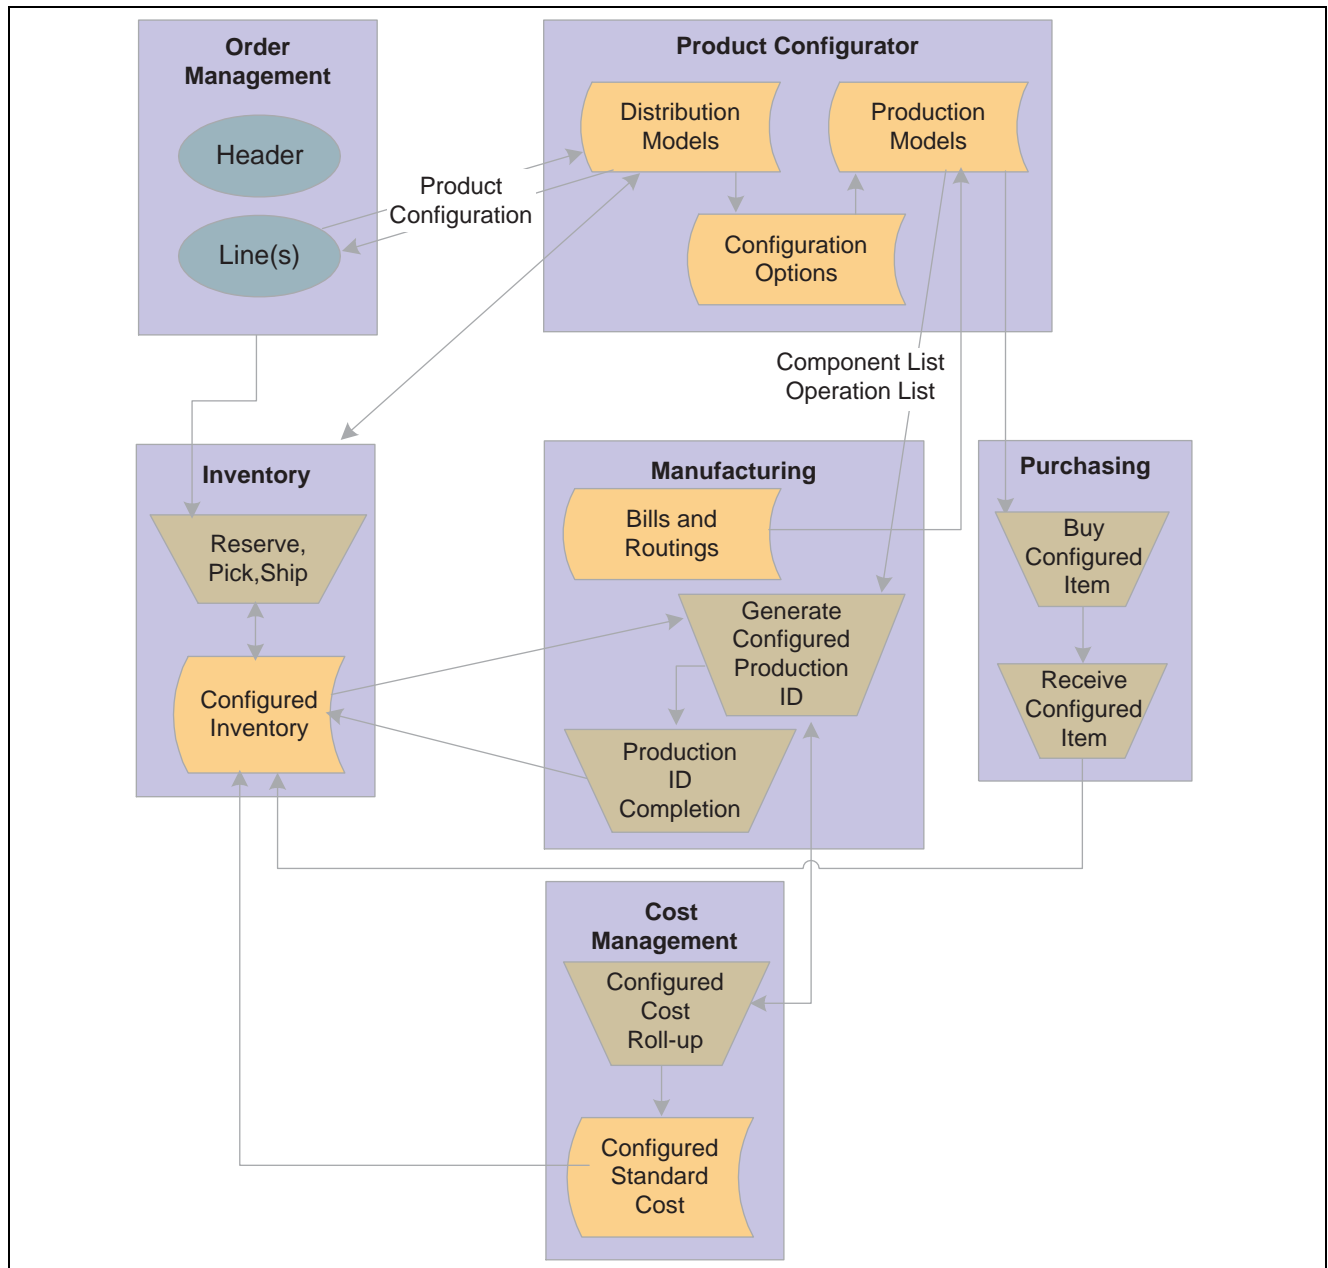 Order
Management
Header
Line(s)
Product
Configuration
Product Configurator
Distribution
Models
Production
Models
Configuration
Options
Component List
Operation List
Inventory
Reserve,
Pick,Ship
Configured
Inventory
Manufacturing
Bills and
Routings
Generate
Configured
Production
ID
Production
ID
Completion
Purchasing
Buy
Configured
Item
Receive
Configured
Item
Cost
Management
Configured
Cost
Roll-up
Configured
Standard
Cost